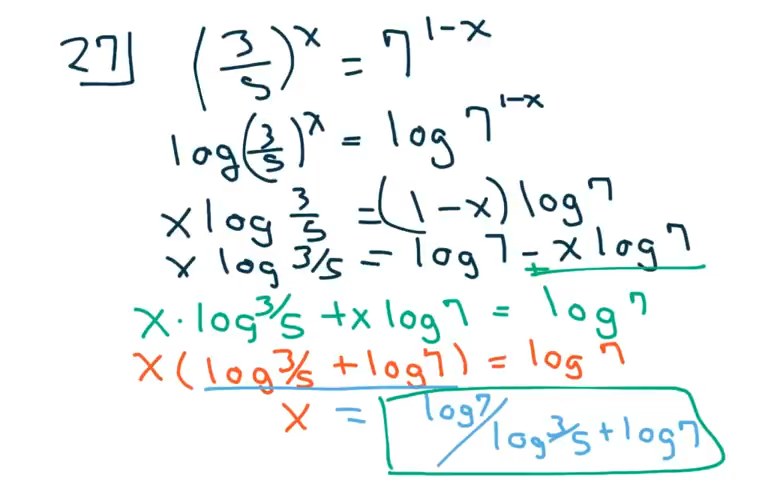 27 (3/5)^x = 7^(1-x)
log(3/5)^x = log 7^(1-x)
x log 3/5 = (1-x) log 7
x log 3/5 = log 7 - x log 7
+
x · log 3/5 + x log 7 = log 7
x (log 3/5 + log 7) = log 7
x = log 7 / log 3/5 + log 7